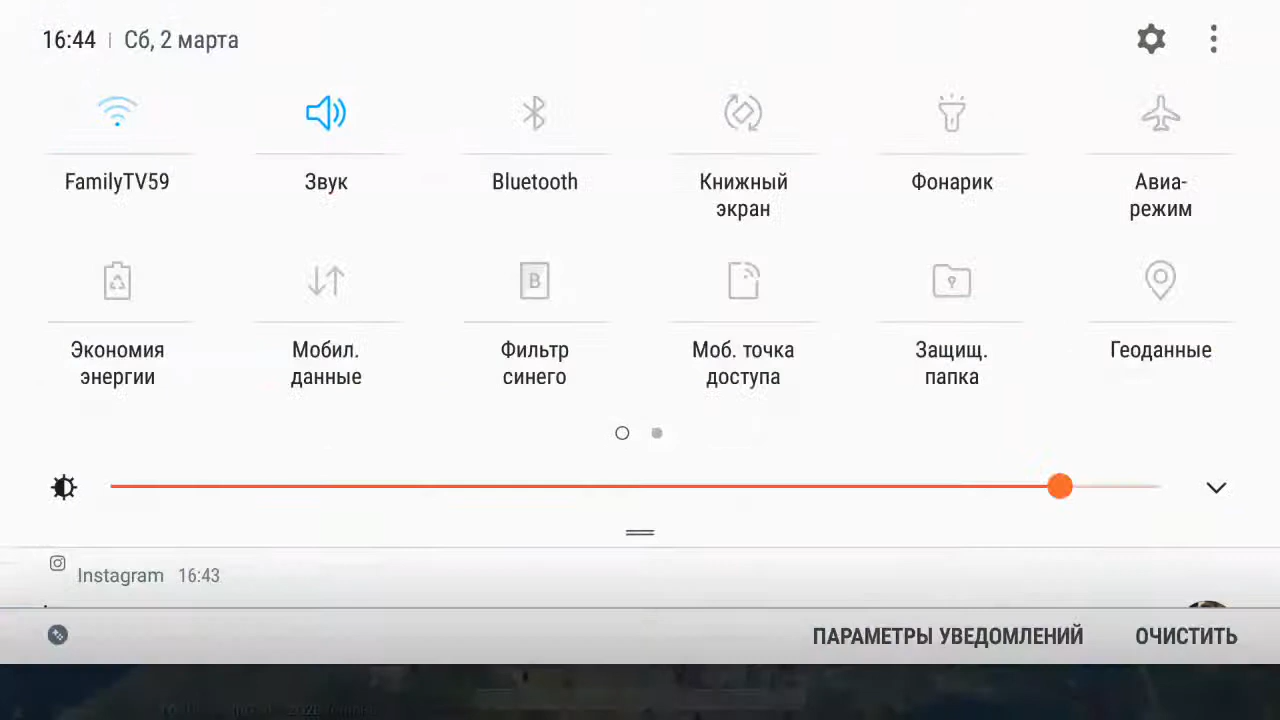 16:44 | Сб, 2 марта
FamilyTV59
Звук
Bluetooth
Книжный
экран
Фонарик
Авиа-
режим
Экономия
энергии
Мобил.
данные
B
Фильтр
синего
Моб. точка
доступа
Защищ.
папка
Геоданные
Instagram 16:43
ПАРАМЕТРЫ УВЕДОМЛЕНИЙ
ОЧИСТИТЬ